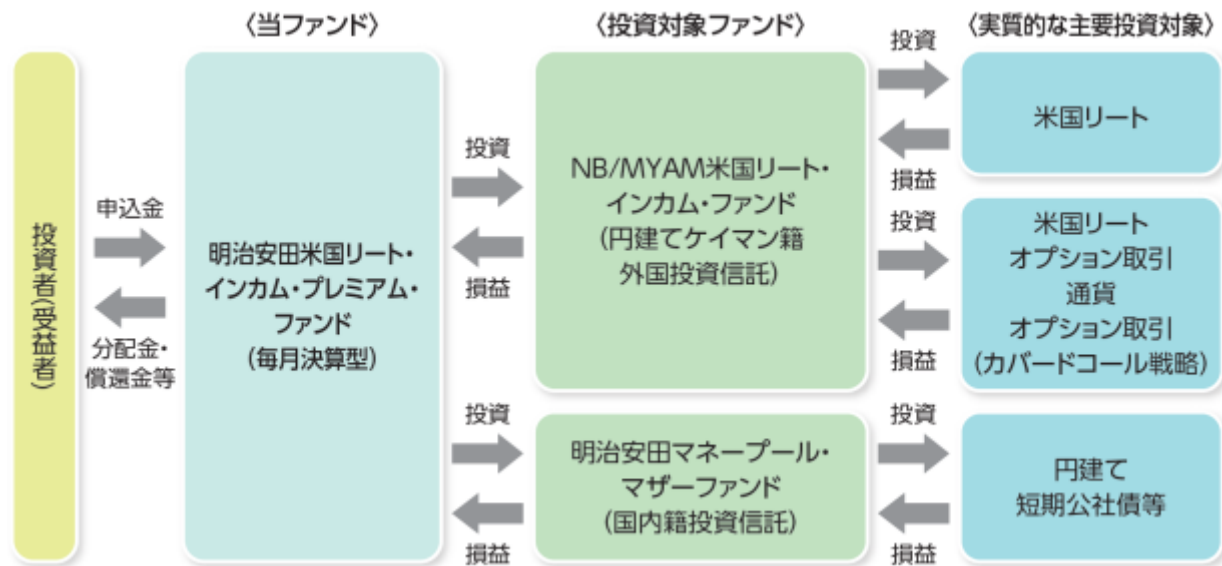 〈当ファンド〉
〈投資対象ファンド〉
〈実質的な主要投資対象〉
投資者(受益者)
申込金
分配金・
償還金等
明治安田米国リート・
インカム・プレミアム・
ファンド
(毎月決算型)
投資
損益
NB/MYAM米国リート・
インカム・ファンド
(円建てケイマン籍
外国投資信託)
投資
損益
米国リート
投資
損益
米国リート
オプション取引
通貨
オプション取引
(カバードコール戦略)
投資
損益
明治安田マネープール・
マザーファンド
(国内籍投資信託)
投資
損益
円建て
短期公社債等